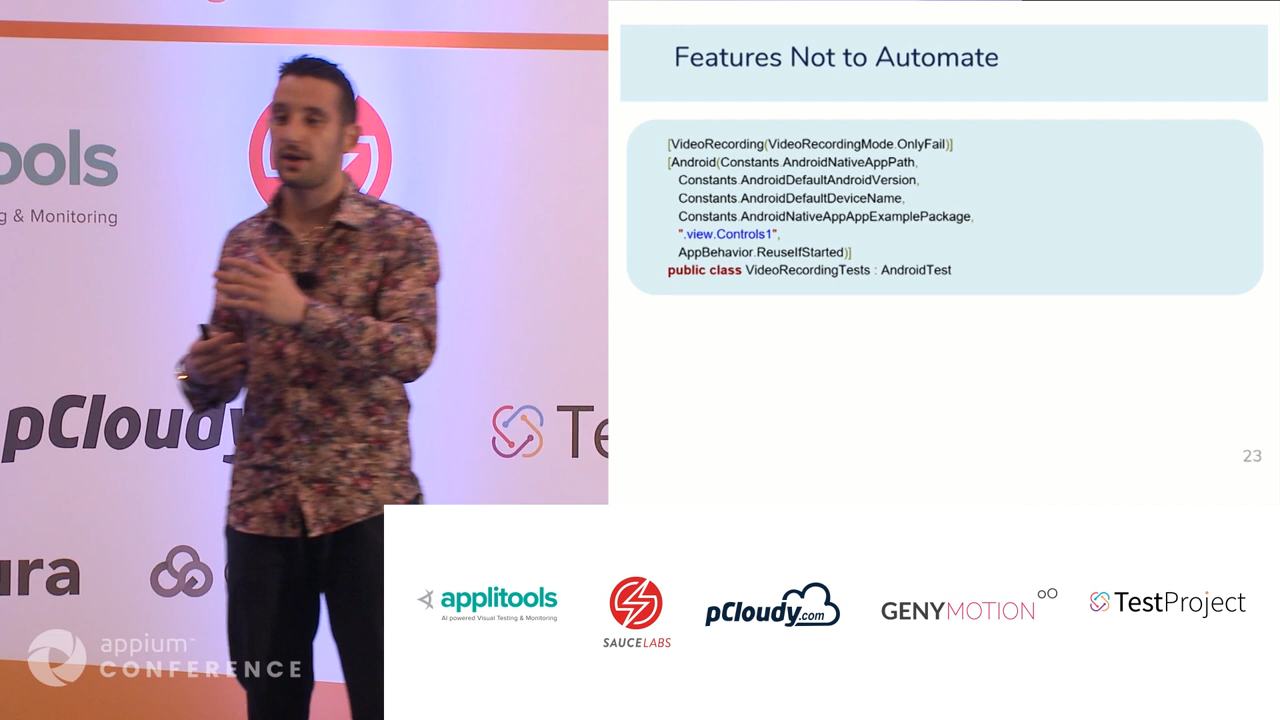 ools
g & Monitoring
pCloudy
Te
ura
appium™
CONFERENCE
Features Not to Automate
[VideoRecording(VideoRecordingMode.OnlyFail)]
[Android(Constants.AndroidNativeAppPath,
Constants.AndroidDefaultAndroidVersion,
Constants.AndroidDefaultDeviceName,
Constants.AndroidNativeAppAppExamplePackage,
".view.Controls1",
AppBehavior.ReuseIfStarted)]
public class VideoRecordingTests : AndroidTest
23
applitools
AI powered Visual Testing & Monitoring
SAUCELABS
pCloudy.com
GENYMOTION
TestProject